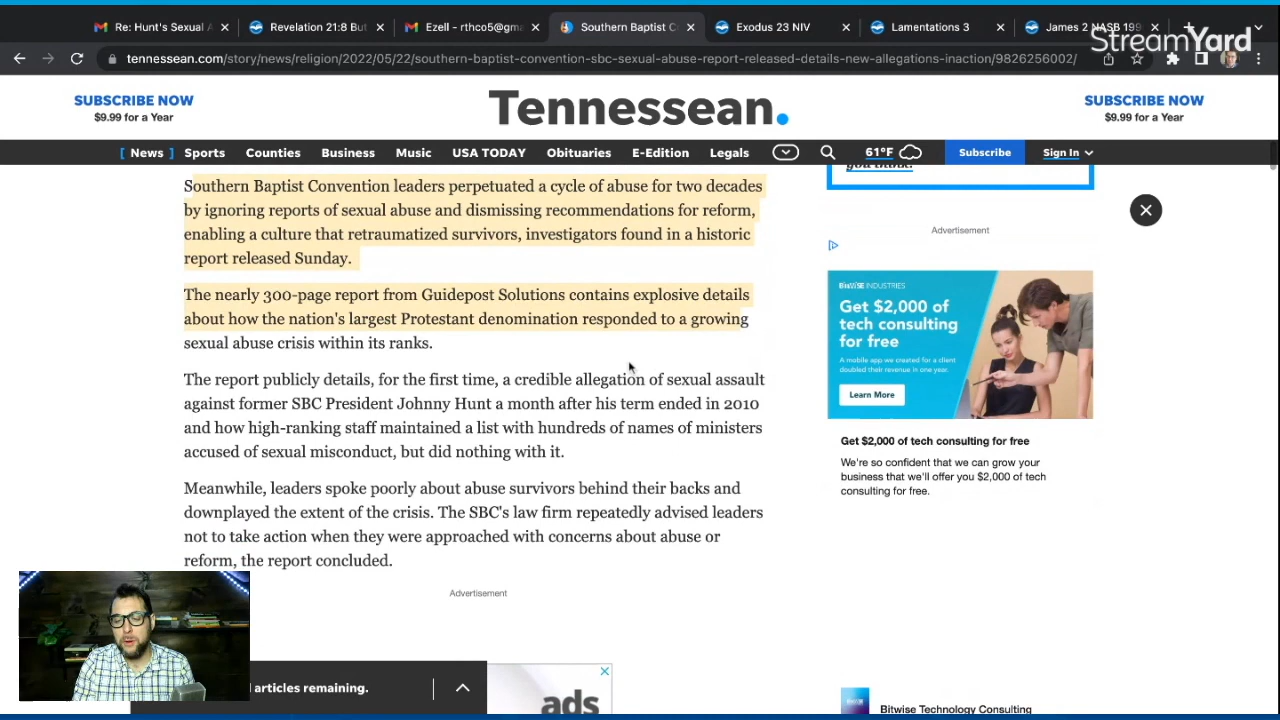 Re: Hunt's Sexual A
Revelation 21:8 But
Ezell - rthco5@gma
Southern Baptist C
Exodus 23 NIV
Lamentations 3
James 2 NASB 199
StreamYard
tennessean.com/story/news/religion/2022/05/22/southern-baptist-convention-sbc-sexual-abuse-report-released-details-new-allegations-inaction/9826256002/
SUBSCRIBE NOW
$9.99 for a Year
Tennessean.
SUBSCRIBE NOW
$9.99 for a Year
[ News ] Sports Counties Business Music USA TODAY Obituaries E-Edition Legals 61°F Subscribe Sign In
you think!
Southern Baptist Convention leaders perpetuated a cycle of abuse for two decades
by ignoring reports of sexual abuse and dismissing recommendations for reform,
enabling a culture that retraumatized survivors, investigators found in a historic
report released Sunday.
The nearly 300-page report from Guidepost Solutions contains explosive details
about how the nation's largest Protestant denomination responded to a growing
sexual abuse crisis within its ranks.
The report publicly details, for the first time, a credible allegation of sexual assault
against former SBC President Johnny Hunt a month after his term ended in 2010
and how high-ranking staff maintained a list with hundreds of names of ministers
accused of sexual misconduct, but did nothing with it.
Meanwhile, leaders spoke poorly about abuse survivors behind their backs and
downplayed the extent of the crisis. The SBC's law firm repeatedly advised leaders
not to take action when they were approached with concerns about abuse or
reform, the report concluded.
Advertisement
articles remaining.
ads
Advertisement
BITWISE INDUSTRIES
Get $2,000 of
tech consulting
for free
A mobile app we created for a client
doubled their revenue in one year.
Learn More
Get $2,000 of tech consulting for free
We're so confident that we can grow your
business that we'll offer you $2,000 of tech
consulting for free.
Bitwise Technology Consulting